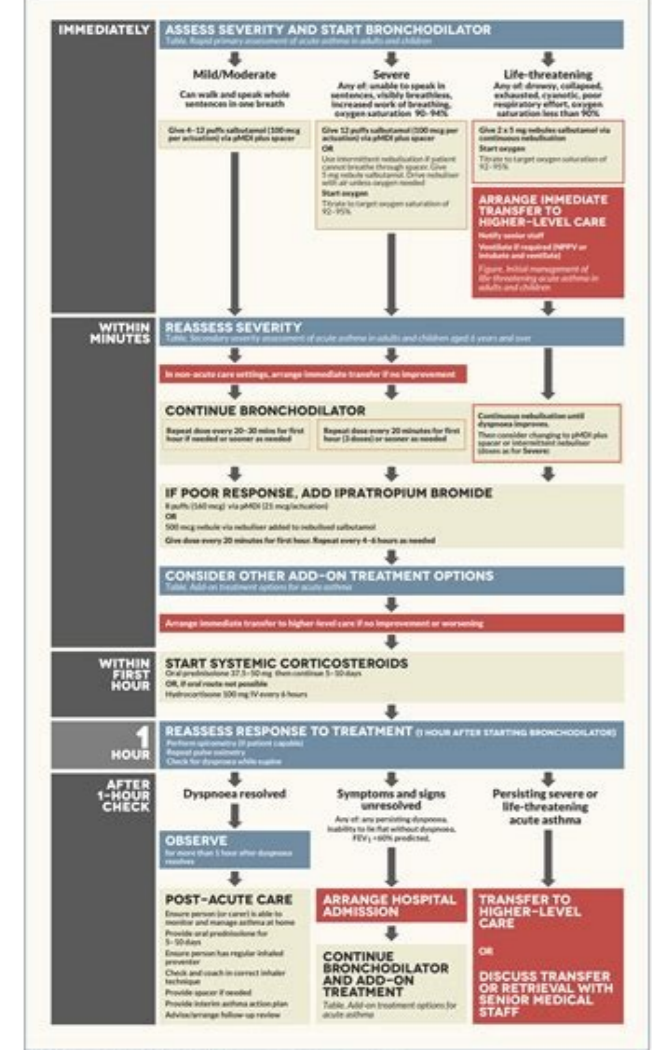 IMMEDIATELY
ASSESS SEVERITY AND START BRONCHODILATOR
Table. Rapid primary assessment of acute asthma in adults and children
Mild/Moderate
Can walk and speak whole
sentences in one breath
Give 4–12 puffs salbutamol (100 mcg
per actuation) via pMDI plus spacer
Severe
Any of: unable to speak in
sentences, visibly breathless,
increased work of breathing,
oxygen saturation 90–94%
Give 12 puffs salbutamol (100 mcg per
actuation) via pMDI plus spacer
OR
Use intermittent nebulisation if patient
cannot breathe through spacer. Give
5 mg nebule salbutamol. Drive nebuliser
with air unless oxygen needed
Start oxygen
Titrate to target oxygen saturation of
92–95%
Life-threatening
Any of: drowsy, collapsed,
exhausted, cyanotic, poor
respiratory effort, oxygen
saturation less than 90%
Give 2 x 5 mg nebules salbutamol via
continuous nebulisation
Start oxygen
Titrate to target oxygen saturation of
92–95%
ARRANGE IMMEDIATE
TRANSFER TO
HIGHER-LEVEL CARE
Notify senior staff
Ventilate if required (NPPV or
intubate and ventilate)
Figure. Initial management of
life-threatening acute asthma in
adults and children
WITHIN
MINUTES
REASSESS SEVERITY
Table. Secondary severity assessment of acute asthma in adults and children aged 6 years and over
In non-acute care settings, arrange immediate transfer if no improvement
CONTINUE BRONCHODILATOR
Repeat dose every 20–30 mins for first
hour if needed or sooner as needed
Repeat dose every 20 minutes for first
hour (3 doses) or sooner as needed
Continuous nebulisation until
dyspnoea improves.
Then consider changing to pMDI plus
spacer or intermittent nebuliser
(doses as for Severe)
IF POOR RESPONSE, ADD IPRATROPIUM BROMIDE
8 puffs (160 mcg) via pMDI (21 mcg/actuation)
OR
500 mcg nebule via nebuliser added to nebulised salbutamol
Give dose every 20 minutes for first hour. Repeat every 4–6 hours as needed
CONSIDER OTHER ADD-ON TREATMENT OPTIONS
Table. Add-on treatment options for acute asthma
Arrange immediate transfer to higher-level care if no improvement or worsening
WITHIN
FIRST
HOUR
START SYSTEMIC CORTICOSTEROIDS
Oral prednisolone 37.5–50 mg then continue 5–10 days
OR, if oral route not possible
Hydrocortisone 100 mg IV every 6 hours
1
HOUR
REASSESS RESPONSE TO TREATMENT (1 HOUR AFTER STARTING BRONCHODILATOR)
Perform spirometry (if patient capable)
Repeat pulse oximetry
Check for dyspnoea while supine
AFTER
1-HOUR
CHECK
Dyspnoea resolved
OBSERVE
for more than 1 hour after dyspnoea
resolves
POST-ACUTE CARE
Ensure person (or carer) is able to
monitor and manage asthma at home
Provide oral prednisolone for
5–10 days
Ensure person has regular inhaled
preventer
Check and coach in correct inhaler
technique
Provide spacer if needed
Provide interim asthma action plan
Advise/arrange follow-up review
Symptoms and signs
unresolved
Any of: any persisting dyspnoea,
inability to lie flat without dyspnoea,
FEV1 <60% predicted.
ARRANGE HOSPITAL
ADMISSION
CONTINUE
BRONCHODILATOR
AND ADD-ON
TREATMENT
Table. Add-on treatment options for
acute asthma
Persisting severe or
life-threatening
acute asthma
TRANSFER TO
HIGHER-LEVEL
CARE
OR
DISCUSS TRANSFER
OR RETRIEVAL WITH
SENIOR MEDICAL
STAFF